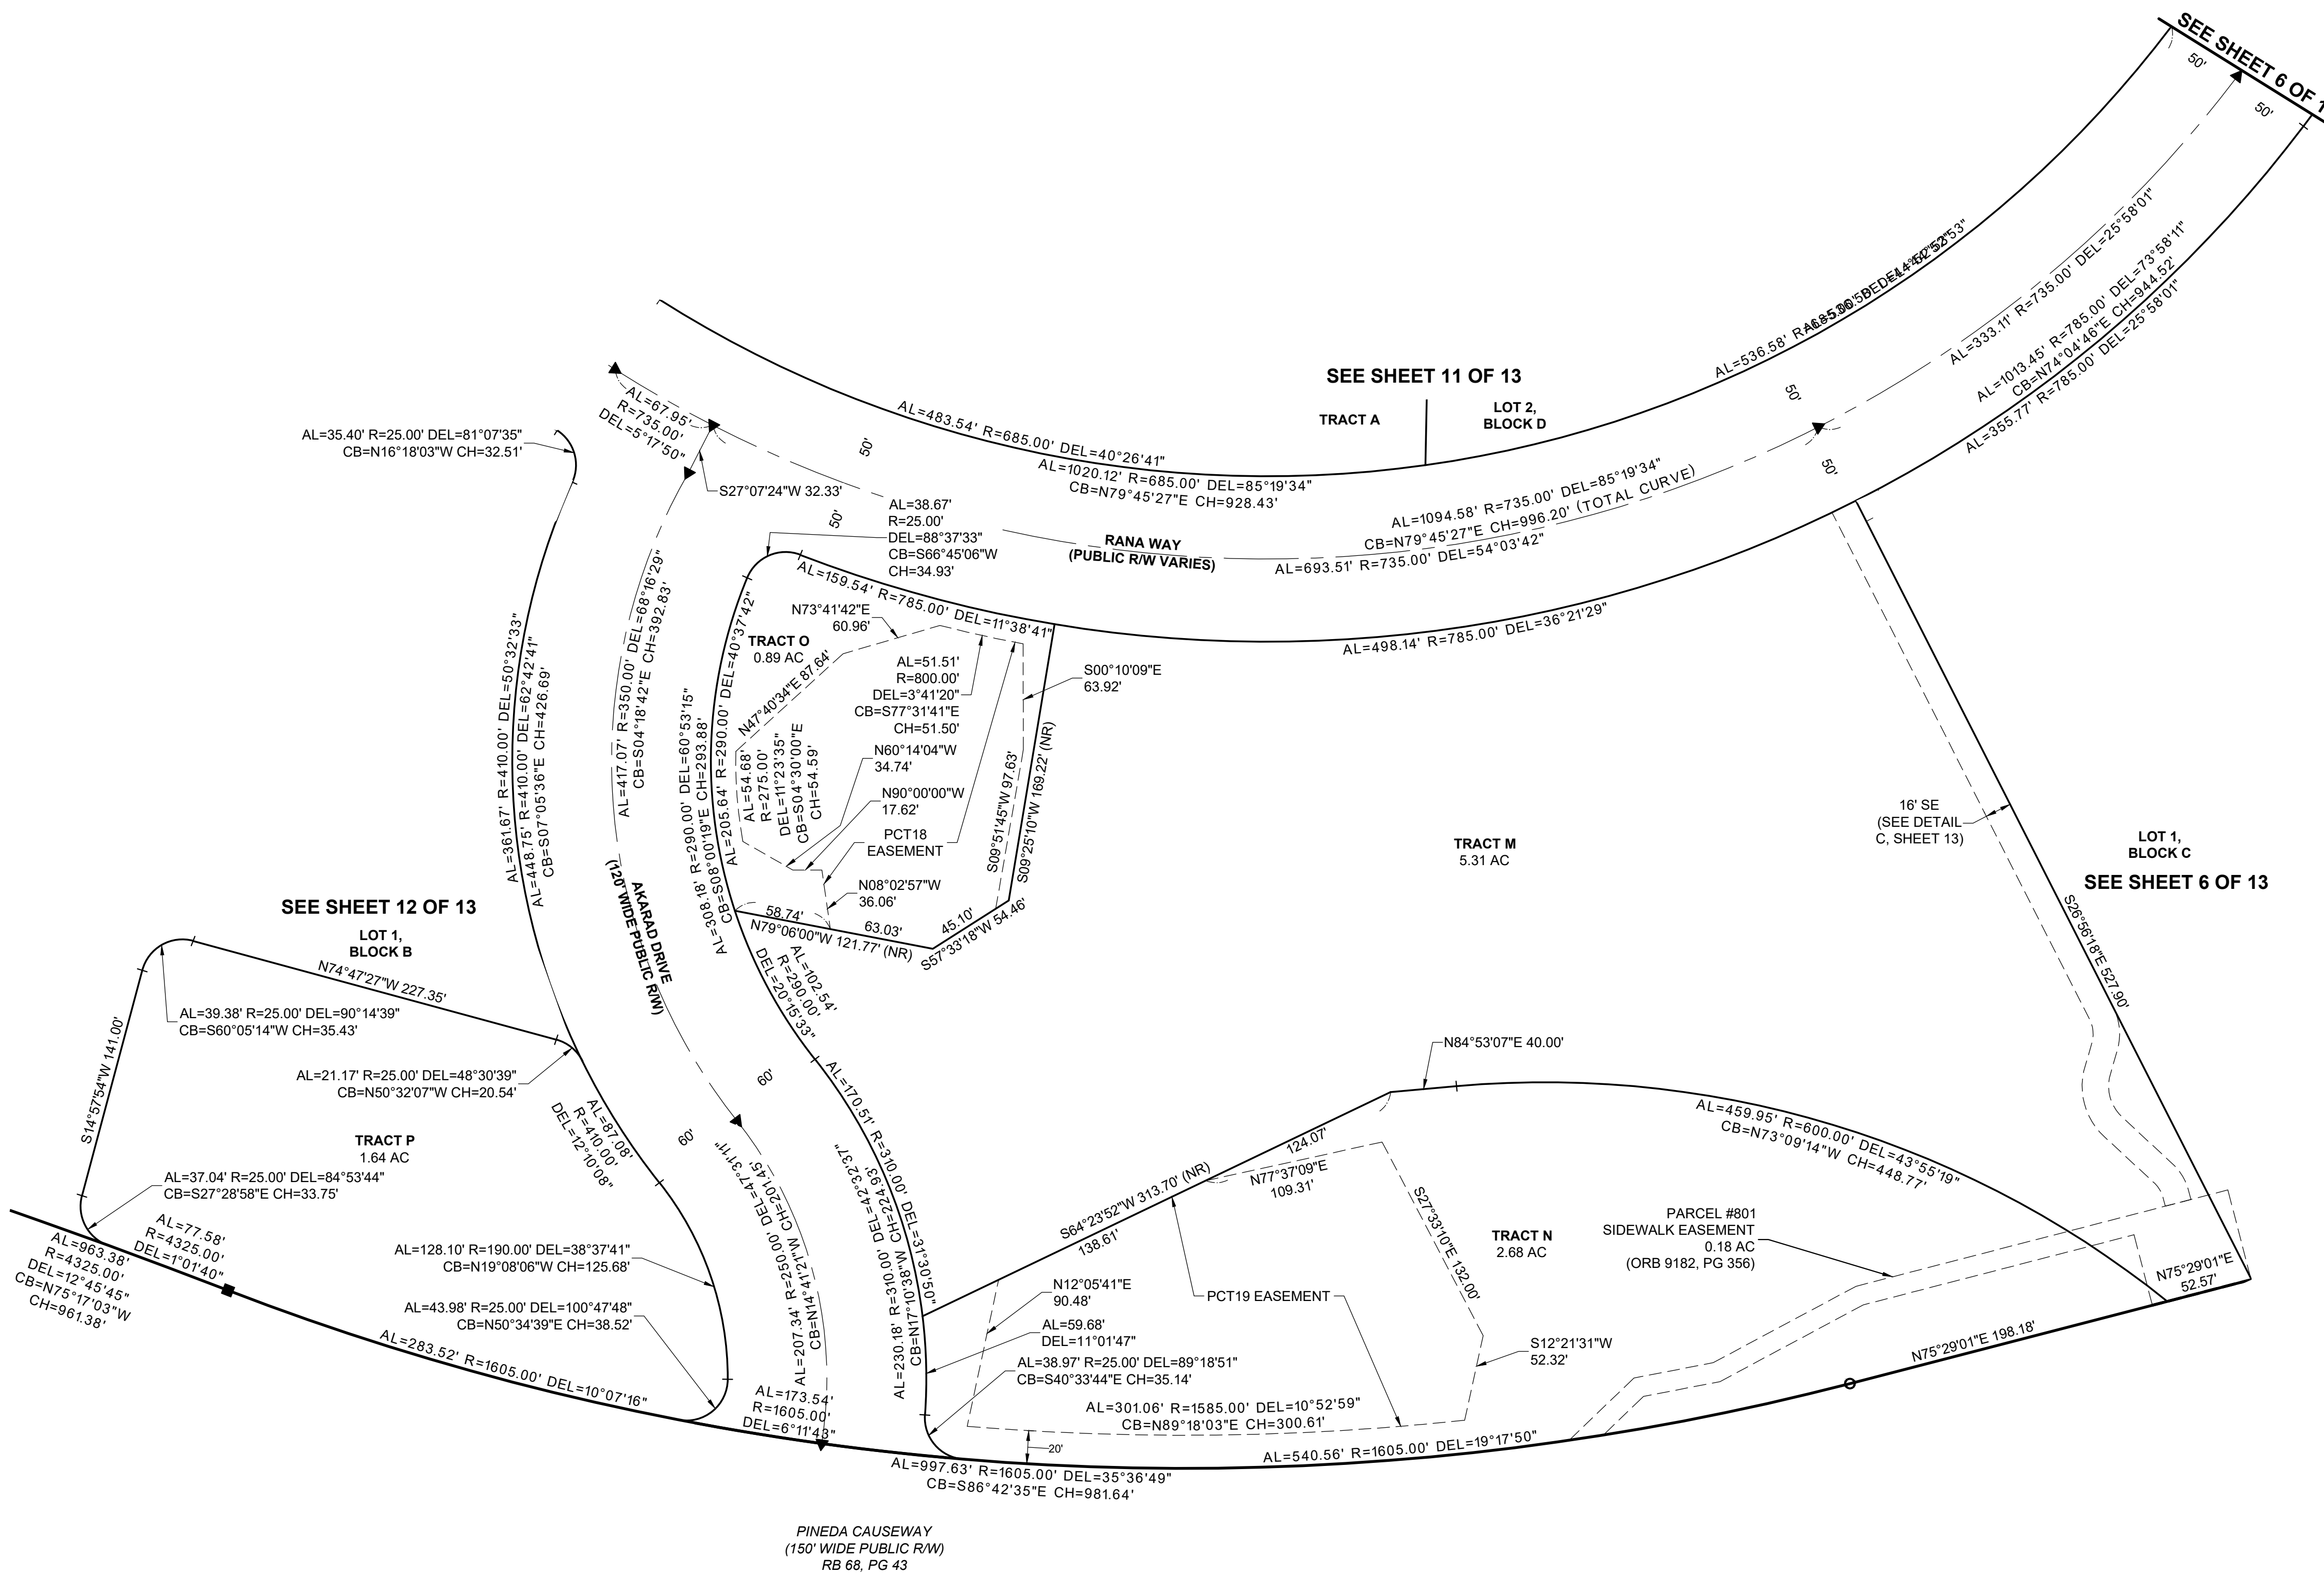 SEE SHEET 6 OF 1
50'
50'
AL=536.58' R=685.00' DEL=44°52'53"
AL=333.11' R=735.00' DEL=25°58'01"
AL=1013.45' R=785.00' DEL=73°58'11"
CB=N74°04'46"E CH=944.52'
AL=355.77' R=785.00' DEL=25°58'01"
SEE SHEET 11 OF 13
TRACT A
LOT 2,
BLOCK D
50'
50'
AL=67.95'
R=735.00'
DEL=5°17'50"
AL=35.40' R=25.00' DEL=81°07'35"
CB=N16°18'03"W CH=32.51'
S27°07'24"W 32.33'
50'
50'
AL=483.54' R=685.00' DEL=40°26'41"
AL=1020.12' R=685.00' DEL=85°19'34"
CB=N79°45'27"E CH=928.43'
AL=1094.58' R=735.00' DEL=85°19'34"
CB=N79°45'27"E CH=996.20' (TOTAL CURVE)
AL=693.51' R=735.00' DEL=54°03'42"
RANA WAY
(PUBLIC R/W VARIES)
AL=38.67'
R=25.00'
DEL=88°37'33"
CB=S66°45'06"W
CH=34.93'
AL=159.54' R=785.00' DEL=11°38'41"
AL=498.14' R=785.00' DEL=36°21'29"
N73°41'42"E
60.96'
TRACT O
0.89 AC
N47°40'34"E 87.64'
AL=51.51'
R=800.00'
DEL=3°41'20"
CB=S77°31'41"E
CH=51.50'
S00°10'09"E
63.92'
AL=54.68'
R=275.00'
DEL=11°23'35"
CB=S04°30'00"E
CH=54.59'
N60°14'04"W
34.74'
N90°00'00"W
17.62'
PCT18
EASEMENT
N08°02'57"W
36.06'
S09°51'45"W 97.63'
S09°25'10"W 169.22' (NR)
58.74'
63.03'
N79°06'00"W 121.77' (NR)
45.10'
S57°33'18"W 54.46'
AL=361.67' R=410.00' DEL=50°32'33"
AL=448.75' R=410.00' DEL=62°42'41"
CB=S07°05'36"E CH=426.69'
AL=417.07' R=350.00' DEL=68°16'29"
CB=S04°18'42"E CH=392.83'
AL=308.18' R=290.00' DEL=60°53'15"
CB=S08°00'19"E CH=293.88'
AL=205.64' R=290.00' DEL=40°37'42"
AKARAD DRIVE
(120' WIDE PUBLIC R/W)
AL=102.54'
R=290.00'
DEL=20°15'33"
TRACT M
5.31 AC
16' SE
(SEE DETAIL
C, SHEET 13)
LOT 1,
BLOCK C
SEE SHEET 6 OF 13
S26°56'18"E 527.90'
SEE SHEET 12 OF 13
LOT 1,
BLOCK B
N74°47'27"W 227.35'
AL=39.38' R=25.00' DEL=90°14'39"
CB=S60°05'14"W CH=35.43'
S14°57'54"W 141.00'
AL=21.17' R=25.00' DEL=48°30'39"
CB=N50°32'07"W CH=20.54'
AL=87.08'
R=410.00'
DEL=12°10'08"
60'
60'
TRACT P
1.64 AC
AL=37.04' R=25.00' DEL=84°53'44"
CB=S27°28'58"E CH=33.75'
AL=77.58'
R=4325.00'
DEL=1°01'40"
AL=963.38'
R=4325.00'
DEL=12°45'45"
CB=N75°17'03"W
CH=961.38'
AL=128.10' R=190.00' DEL=38°37'41"
CB=N19°08'06"W CH=125.68'
AL=43.98' R=25.00' DEL=100°47'48"
CB=N50°34'39"E CH=38.52'
AL=283.52' R=1605.00' DEL=10°07'16"
AL=207.34' R=250.00' DEL=47°31'11"
CB=N14°41'21"W CH=201.45'
AL=170.51' R=310.00' DEL=31°30'50"
AL=230.18' R=310.00' DEL=42°32'37"
CB=N17°10'38"W CH=224.93'
AL=173.54'
R=1605.00'
DEL=6°11'43"
N84°53'07"E 40.00'
AL=459.95' R=600.00' DEL=43°55'19"
CB=N73°09'14"W CH=448.77'
124.07'
S64°23'52"W 313.70' (NR)
138.61'
N77°37'09"E
109.31'
S27°33'10"E 132.00'
TRACT N
2.68 AC
PARCEL #801
SIDEWALK EASEMENT
0.18 AC
(ORB 9182, PG 356)
N75°29'01"E
52.57'
N12°05'41"E
90.48'
PCT19 EASEMENT
AL=59.68'
DEL=11°01'47"
AL=38.97' R=25.00' DEL=89°18'51"
CB=S40°33'44"E CH=35.14'
S12°21'31"W
52.32'
N75°29'01"E 198.18'
AL=301.06' R=1585.00' DEL=10°52'59"
CB=N89°18'03"E CH=300.61'
20'
AL=540.56' R=1605.00' DEL=19°17'50"
AL=997.63' R=1605.00' DEL=35°36'49"
CB=S86°42'35"E CH=981.64'
PINEDA CAUSEWAY
(150' WIDE PUBLIC R/W)
RB 68, PG 43